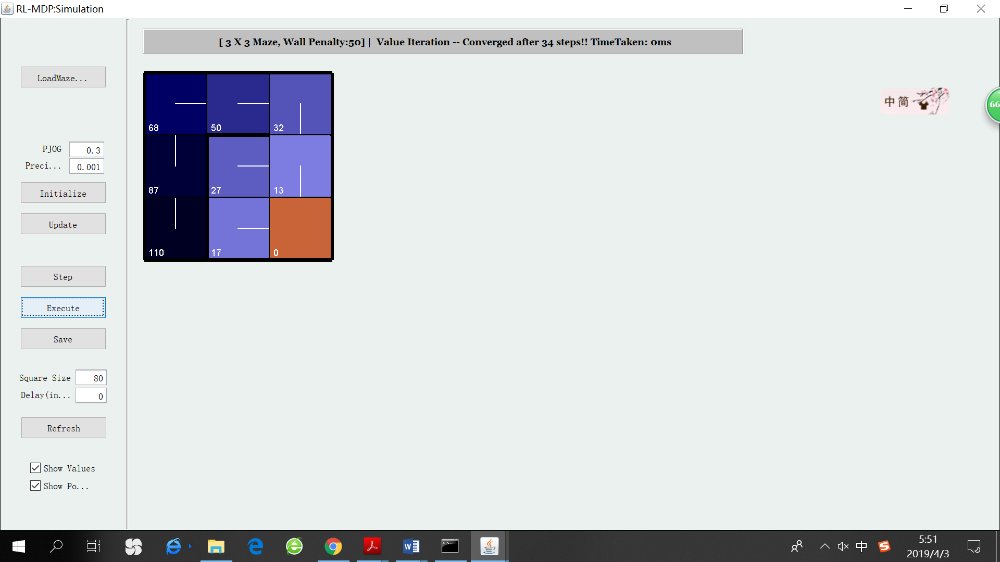 RL-MDP:Simulation
[ 3 X 3 Maze, Wall Penalty:50] | Value Iteration -- Converged after 34 steps!! TimeTaken: 0ms
LoadMaze...
68 50 32
中 简
66
PJOG 0.3
Preci... 0.001
87 27 13
Initialize
Update
110 17 0
Step
Execute
Save
Square Size 80
Delay(in... 0
Refresh
Show Values
Show Po...
中
5:51
2019/4/3